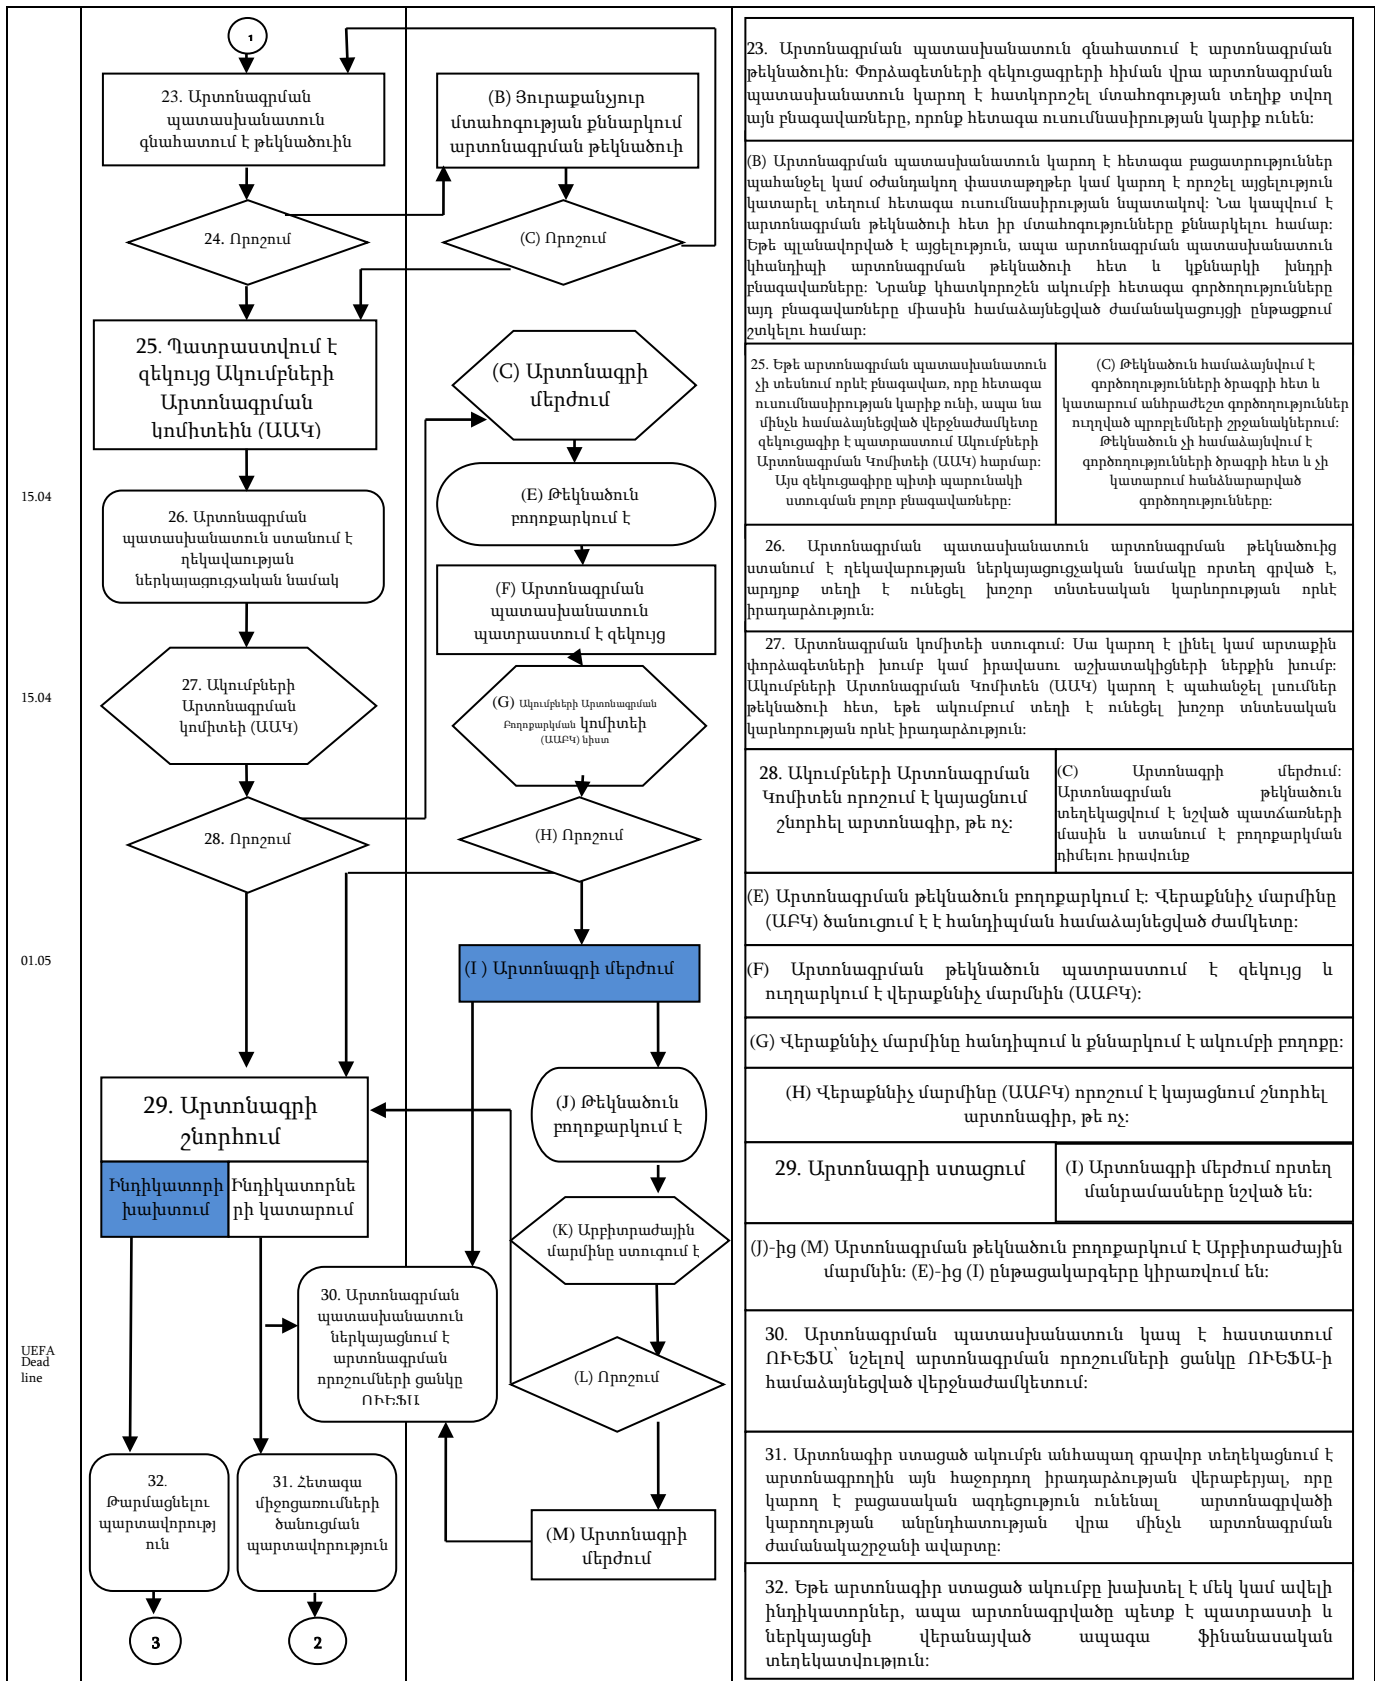 1
23. Արտոնագրման
պատասխանատուն
գնահատում է թեկնածուին
(B) Յուրաքանչյուր
մտահոգության քննարկում
արտոնագրման թեկնածուի
24. Որոշում
(C) Որոշում
25. Պատրաստվում է
զեկույց Ակումբների
Արտոնագրման
կոմիտեին (ԱԱԿ)
(C) Արտոնագրի
մերժում
(E) Թեկնածուն
բողոքարկում է
15.04
26. Արտոնագրման
պատասխանատուն ստանում է
ղեկավաության
ներկայացուցչական նամակ
(F) Արտոնագրման
պատասխանատուն
պատրաստում է զեկույց
15.04
27. Ակումբների
Արտոնագրման
կոմիտեի (ԱԱԿ)
(G) Ակումբների Արտոնագրման
Բողոքարկման կոմիտեի
(ԱԱԲԿ) նիստ
28. Որոշում
(H) Որոշում
01.05
(I ) Արտոնագրի մերժում
29. Արտոնագրի
շնորհում
Ինդիկատորի
խախտում
Ինդիկատորնե
րի կատարում
(J) Թեկնածուն
բողոքարկում է
(K) Արբիտրաժային
մարմինը ստուգում է
30. Արտոնագրման
պատասխանատուն
ներկայացնում է
արտոնագրման
որոշումների ցանկը
ՈՒԵՖԱ
UEFA
Dead
line
(L) Որոշում
32.
Թարմացնելու
պարտավորությ
ուն
31. Հետագա
միջոցառումների
ծանուցման
պարտավորություն
(M) Արտոնագրի
մերժում
3
2
23. Արտոնագրման պատասխանատուն գնահատում է արտոնագրման
թեկնածուին: Փորձագետների զեկուցագրերի հիման վրա արտոնագրման
պատասխանատուն կարող է հատկորոշել մտահոգության տեղիք տվող
այն բնագավառները, որոնք հետագա ուսումնասիրության կարիք ունեն:
(B) Արտոնագրման պատասխանատուն կարող է հետագա բացատրություններ
պահանջել կամ օժանդակող փաստաթղթեր կամ կարող է որոշել այցելություն
կատարել տեղում հետագա ուսումնասիրության նպատակով: Նա կապվում է
արտոնագրման թեկնածուի հետ իր մտահոգությունները քննարկելու համար:
Եթե պլանավորված է այցելություն, ապա արտոնագրման պատասխանատուն
կհանդիպի արտոնագրման թեկնածուի հետ և կքննարկի խնդրի
բնագավառները: Նրանք կհատկորոշեն ակումբի հետագա գործողությունները
այդ բնագավառները միասին համաձայնեցված ժամանակացույցի ընթացքում
շտկելու համար:
25. Եթե արտոնագրման պատասխանատուն
չի տեսնում որևէ բնագավառ, որը հետագա
ուսումնասիրության կարիք ունի, ապա նա
մինչև համաձայնեցված վերջնաժամկետը
զեկուցագիր է պատրաստում Ակումբների
Արտոնագրման Կոմիտեի (ԱԱԿ) հարմար:
Այս զեկուցագիրը պիտի պարունակի
ստուգման բոլոր բնագավառները:
(C) Թեկնածուն համաձայնվում է
գործողությունների ծրագրի հետ և
կատարում անհրաժեշտ գործողություններ
ուղղված պրոբլեմների շրջանակներում:
Թեկնածուն չի համաձայնվում է
գործողությունների ծրագրի հետ և չի
կատարում հանձնարարված
գործողությունները:
26. Արտոնագրման պատասխանատուն արտոնագրման թեկնածուից
ստանում է ղեկավարության ներկայացուցչական նամակը որտեղ գրված է,
արդյոք տեղի է ունեցել խոշոր տնտեսական կարևորության որևէ
իրադարձություն:
27. Արտոնագրման կոմիտեի ստուգում: Սա կարող է լինել կամ արտաքին
փորձագետների խումբ կամ իրավասու աշխատակիցների ներքին խումբ:
Ակումբների Արտոնագրման Կոմիտեն (ԱԱԿ) կարող է պահանջել լսումներ
թեկնածուի հետ, եթե ակումբում տեղի է ունեցել խոշոր տնտեսական
կարևորության որևէ իրադարձություն:
28. Ակումբների Արտոնագրման
Կոմիտեն որոշում է կայացնում
շնորհել արտոնագիր, թե ոչ:
(C) Արտոնագրի մերժում:
Արտոնագրման թեկնածուն
տեղեկացվում է նշված պատճառների
մասին և ստանում է բողոքարկման
դիմելու իրավունք
(E) Արտոնագրման թեկնածուն բողոքարկում է: Վերաքննիչ մարմինը
(ԱԲԿ) ծանուցում է է հանդիպման համաձայնեցված ժամկետը:
(F) Արտոնագրման թեկնածուն պատրաստում է զեկույց և
ուղղարկում է վերաքննիչ մարմնին (ԱԱԲԿ):
(G) Վերաքննիչ մարմինը հանդիպում և քննարկում է ակումբի բողոքը:
(H) Վերաքննիչ մարմինը (ԱԱԲԿ) որոշում է կայացնում շնորհել
արտոնագիր, թե ոչ:
29. Արտոնագրի ստացում
(I) Արտոնագրի մերժում որտեղ
մանրամասները նշված են:
(J)-ից (M) Արտոնագրման թեկնածուն բողոքարկում է Արբիտրաժային
մարմնին: (E)-ից (I) ընթացակարգերը կիրառվում են:
30. Արտոնագրման պատասխանատուն կապ է հաստատում
ՈՒԵՖԱ՝ նշելով արտոնագրման որոշումների ցանկը ՈՒԵՖԱ-ի
համաձայնեցված վերջնաժամկետում:
31. Արտոնագիր ստացած ակումբն անհապաղ գրավոր տեղեկացնում է
արտոնագրողին այն հաջորդող իրադարձության վերաբերյալ, որը
կարող է բացասական ազդեցություն ունենալ արտոնագրվածի
կարողության անընդհատության վրա մինչև արտոնագրման
ժամանակաշրջանի ավարտը:
32. Եթե արտոնագիր ստացած ակումբը խախտել է մեկ կամ ավելի
ինդիկատորներ, ապա արտոնագրվածը պետք է պատրաստի և
ներկայացնի վերանայված ապագա ֆինանսական
տեղեկատվություն: